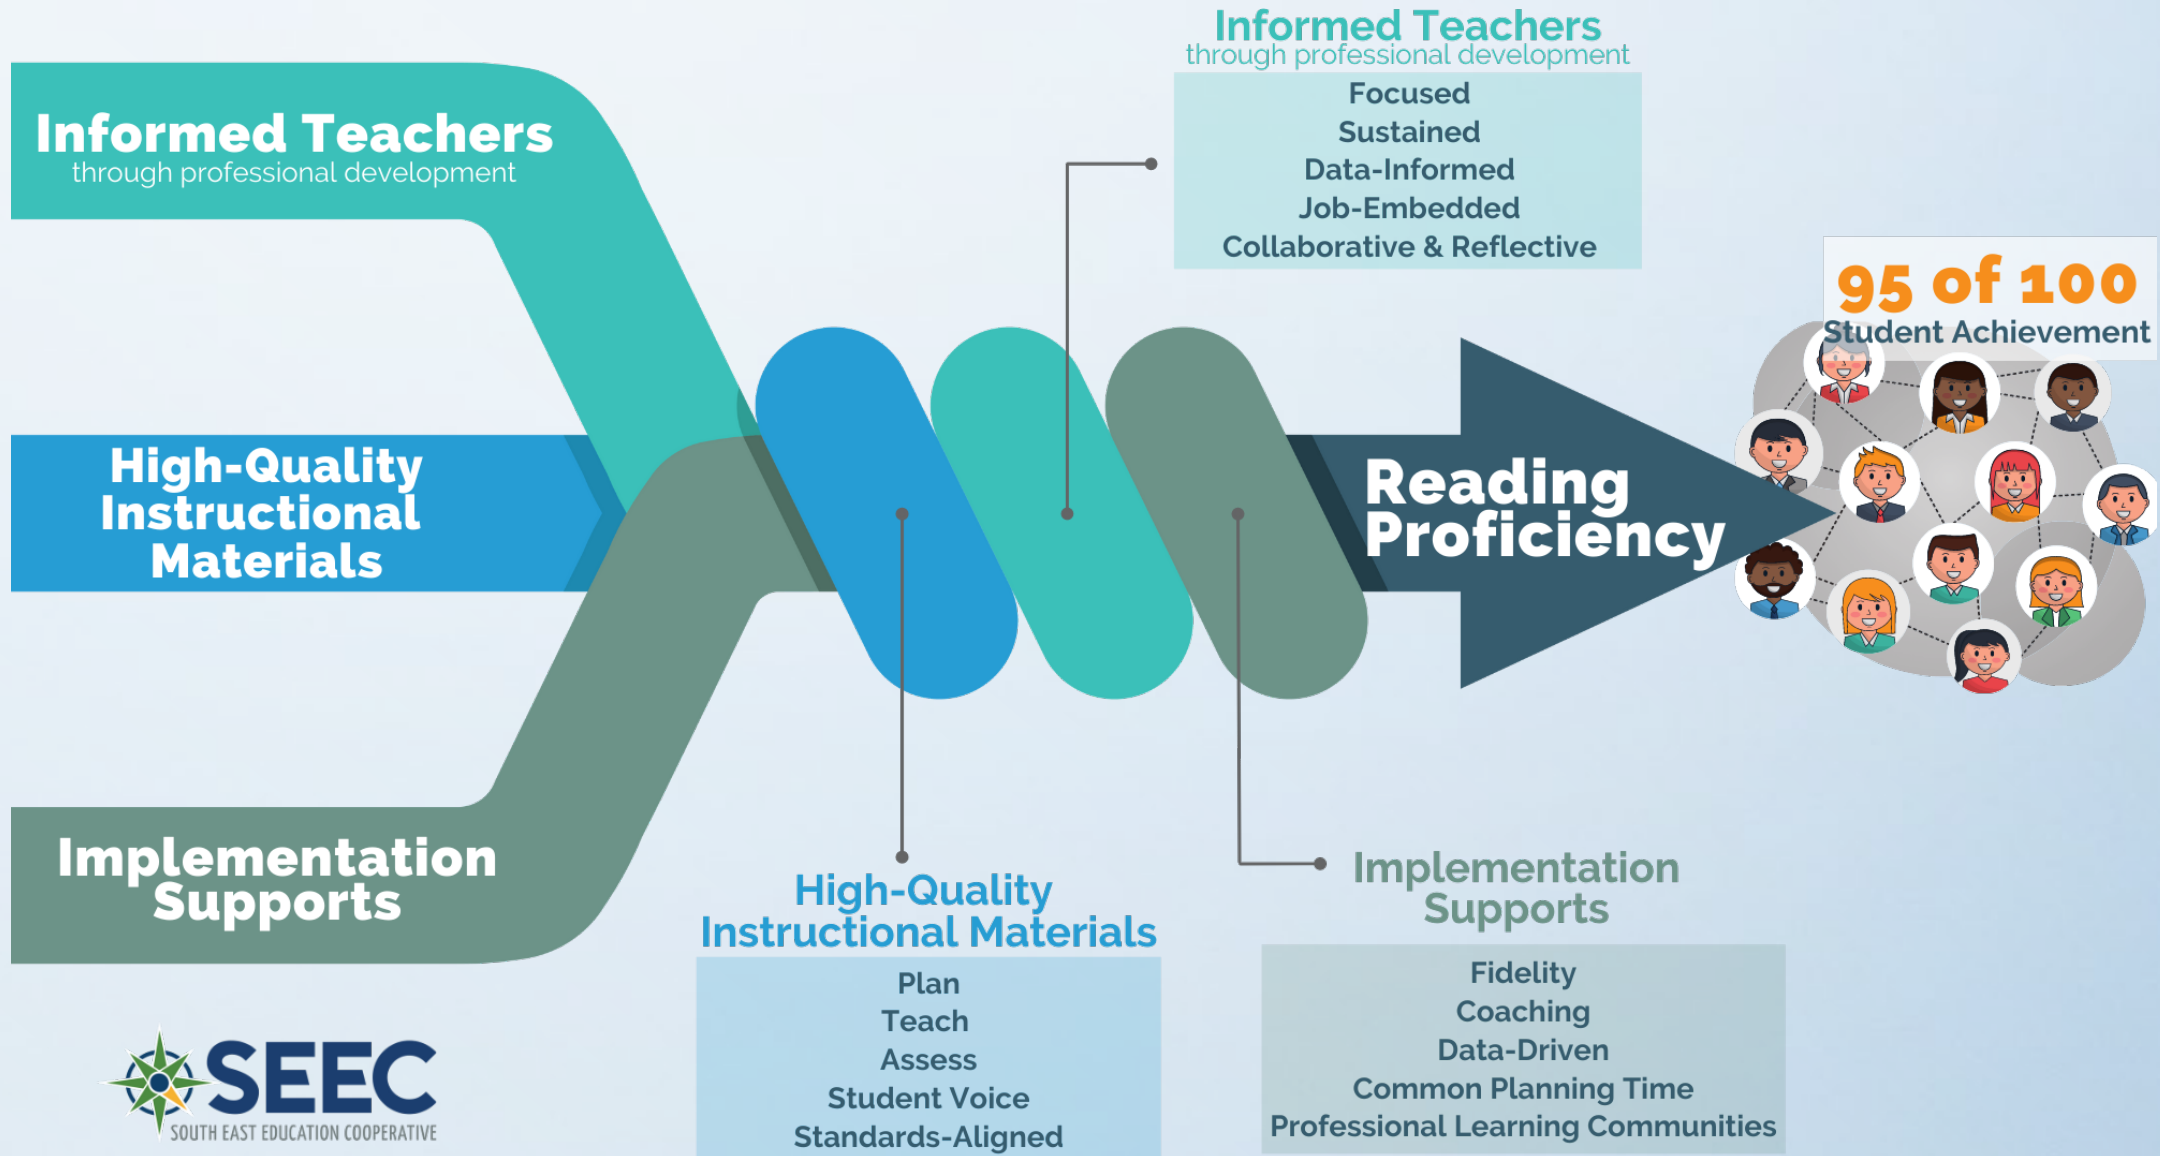 Informed Teachers
through professional development
High-Quality
Instructional
Materials
Implementation
Supports
Informed Teachers
through professional development
Focused
Sustained
Data-Informed
Job-Embedded
Collaborative & Reflective
High-Quality
Instructional Materials
Plan
Teach
Assess
Student Voice
Standards-Aligned
Implementation
Supports
Fidelity
Coaching
Data-Driven
Common Planning Time
Professional Learning Communities
Reading
Proficiency
95 of 100
Student Achievement
SEEC
SOUTH EAST EDUCATION COOPERATIVE